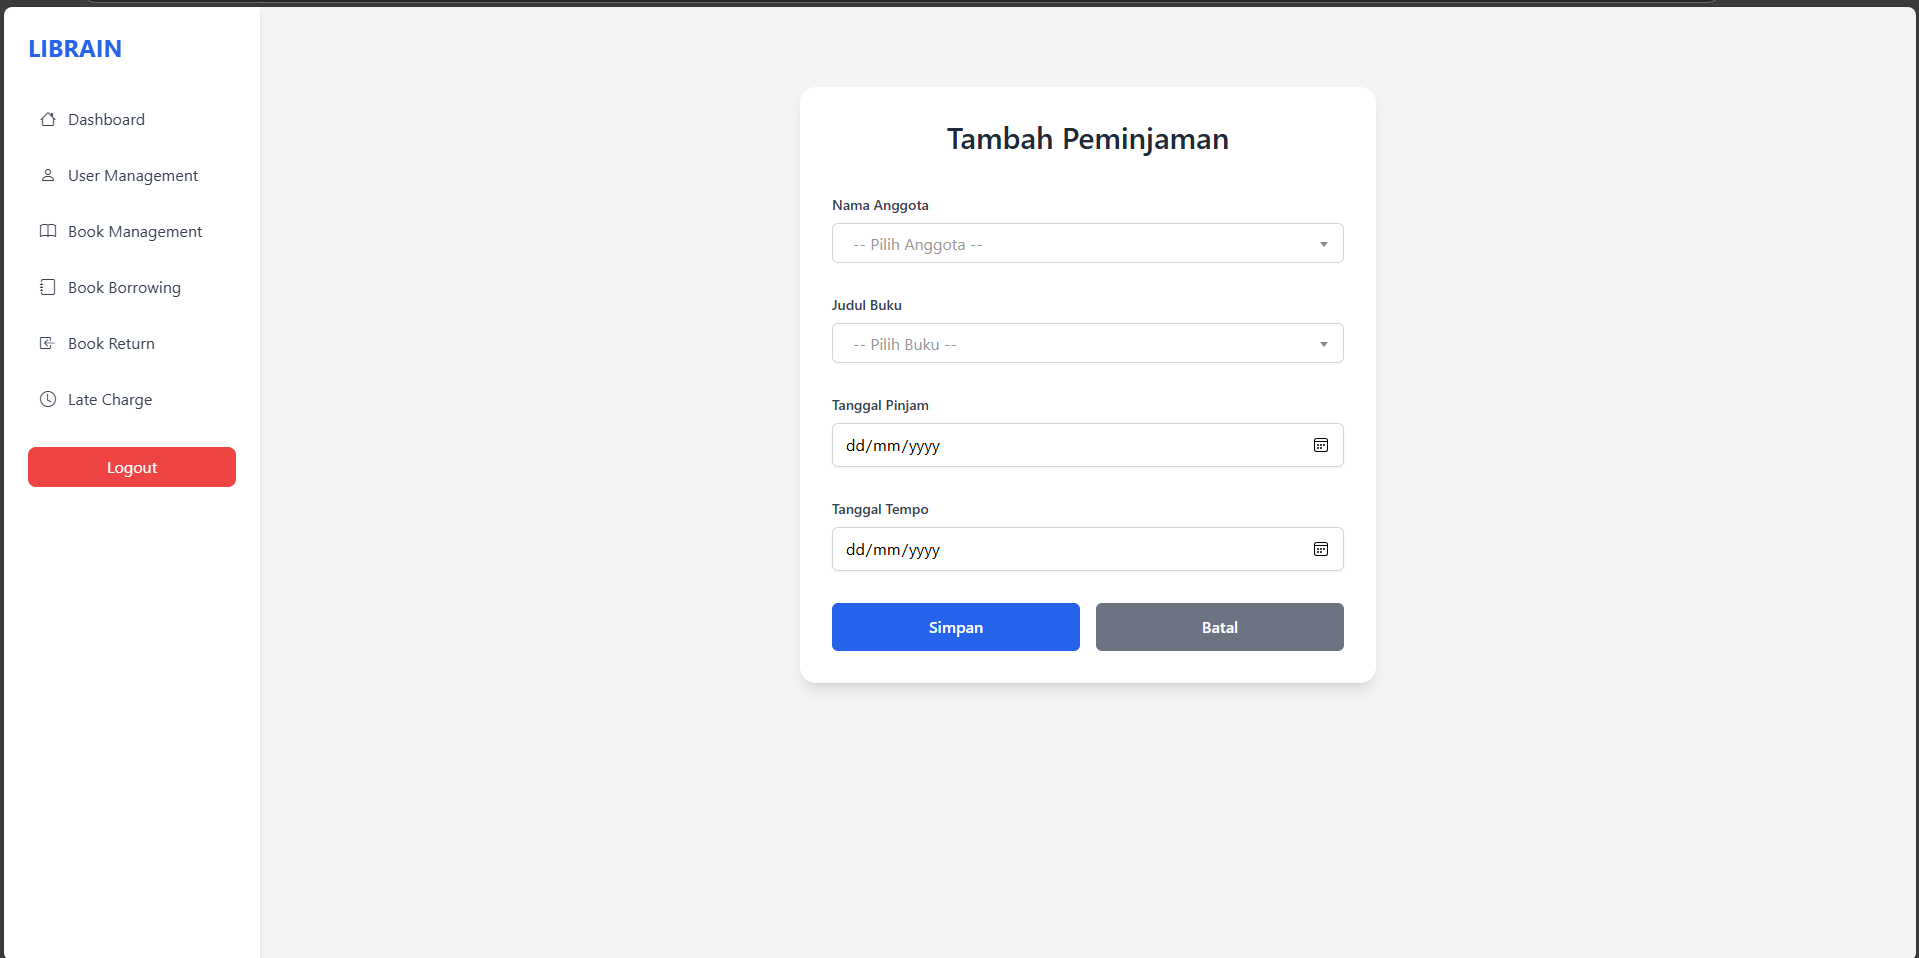 LIBRAIN
Dashboard
User Management
Book Management
Book Borrowing
Book Return
Late Charge
Logout
Tambah Peminjaman
Nama Anggota
-- Pilih Anggota --
Judul Buku
-- Pilih Buku --
Tanggal Pinjam
dd/mm/yyyy
Tanggal Tempo
dd/mm/yyyy
Simpan
Batal